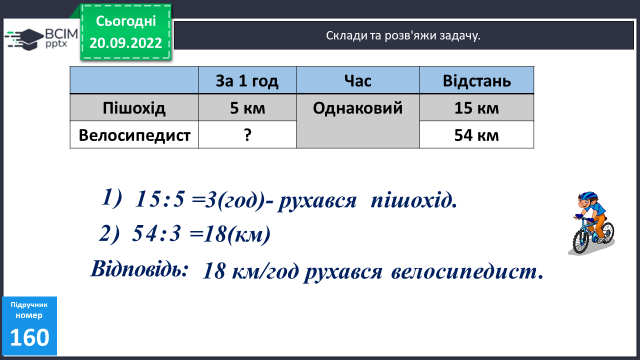 Сьогодні
20.09.2022
ВСІМ
pptx
Склади та розв'яжи задачу.
За 1 год Час Відстань
Пішохід 5 км Однаковий 15 км
Велосипедист ? 54 км
1) 15:5 =3(год)- рухався пішохід.
2) 54:3 =18(км)
Відповідь: 18 км/год рухався велосипедист.
Підручник
номер
160